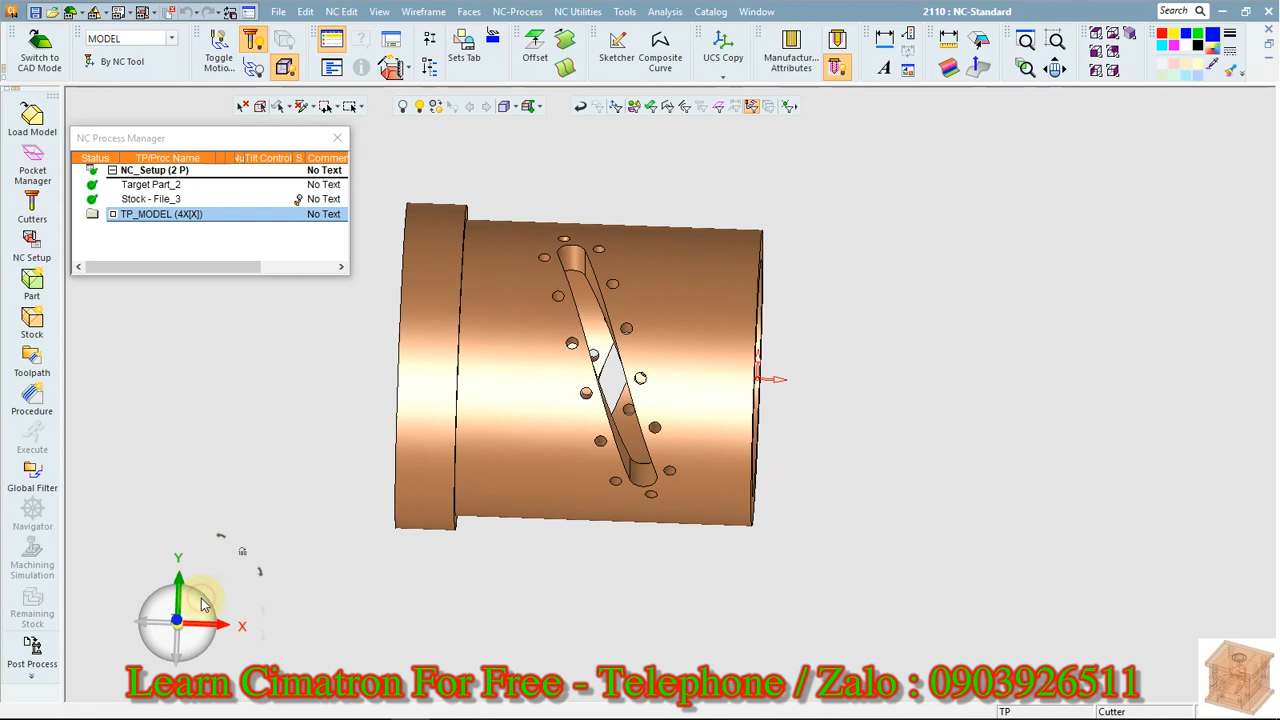 File Edit NC Edit View Wireframe Faces NC-Process NC Utilities Tools Analysis Catalog Window
2110 : NC-Standard
Search
Switch to CAD Mode
MODEL
By NC Tool
Toggle Motio...
Sets Tab
Offset
Sketcher
Composite Curve
UCS Copy
Manufactur... Attributes
Load Model
Pocket Manager
Cutters
NC Setup
Part
Stock
Toolpath
Procedure
Execute
Global Filter
Navigator
Machining Simulation
Remaining Stock
Post Process
NC Process Manager
Status TP/Proc Name Tilt Control S Commer
NC_Setup (2 P) No Text
Target Part_2 No Text
Stock - File_3 No Text
TP_MODEL (4X[X]) No Text
Y
X
Learn Cimatron For Free - Telephone / Zalo : 0903926511
TP
Cutter